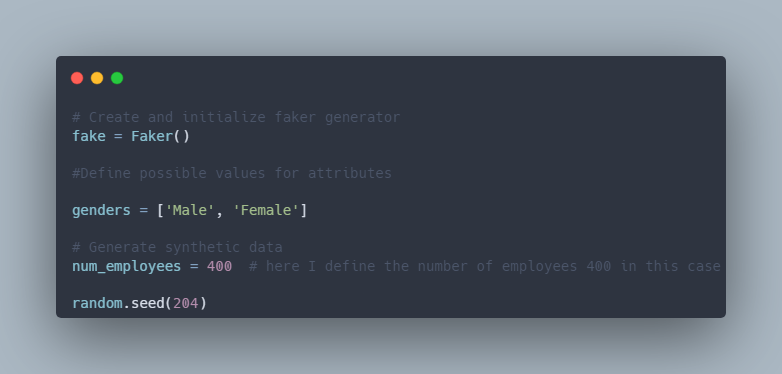 # Create and initialize faker generator
fake = Faker()
#Define possible values for attributes
genders = ['Male', 'Female']
# Generate synthetic data
num_employees = 400  # here I define the number of employees 400 in this case
random.seed(204)